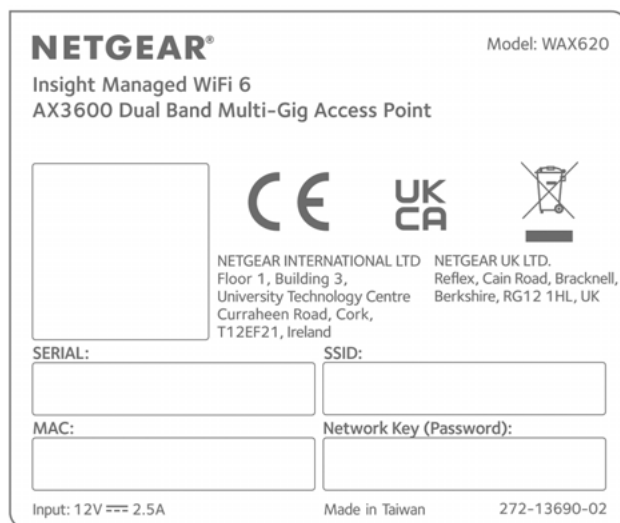 NETGEAR®
Model: WAX620
Insight Managed WiFi 6
AX3600 Dual Band Multi-Gig Access Point
CE
UK
CA
NETGEAR INTERNATIONAL LTD
Floor 1, Building 3,
University Technology Centre
Curraheen Road, Cork,
T12EF21, Ireland
NETGEAR UK LTD.
Reflex, Cain Road, Bracknell,
Berkshire, RG12 1HL, UK
SERIAL:
SSID:
MAC:
Network Key (Password):
Input: 12V ⎓ 2.5A
Made in Taiwan
272-13690-02